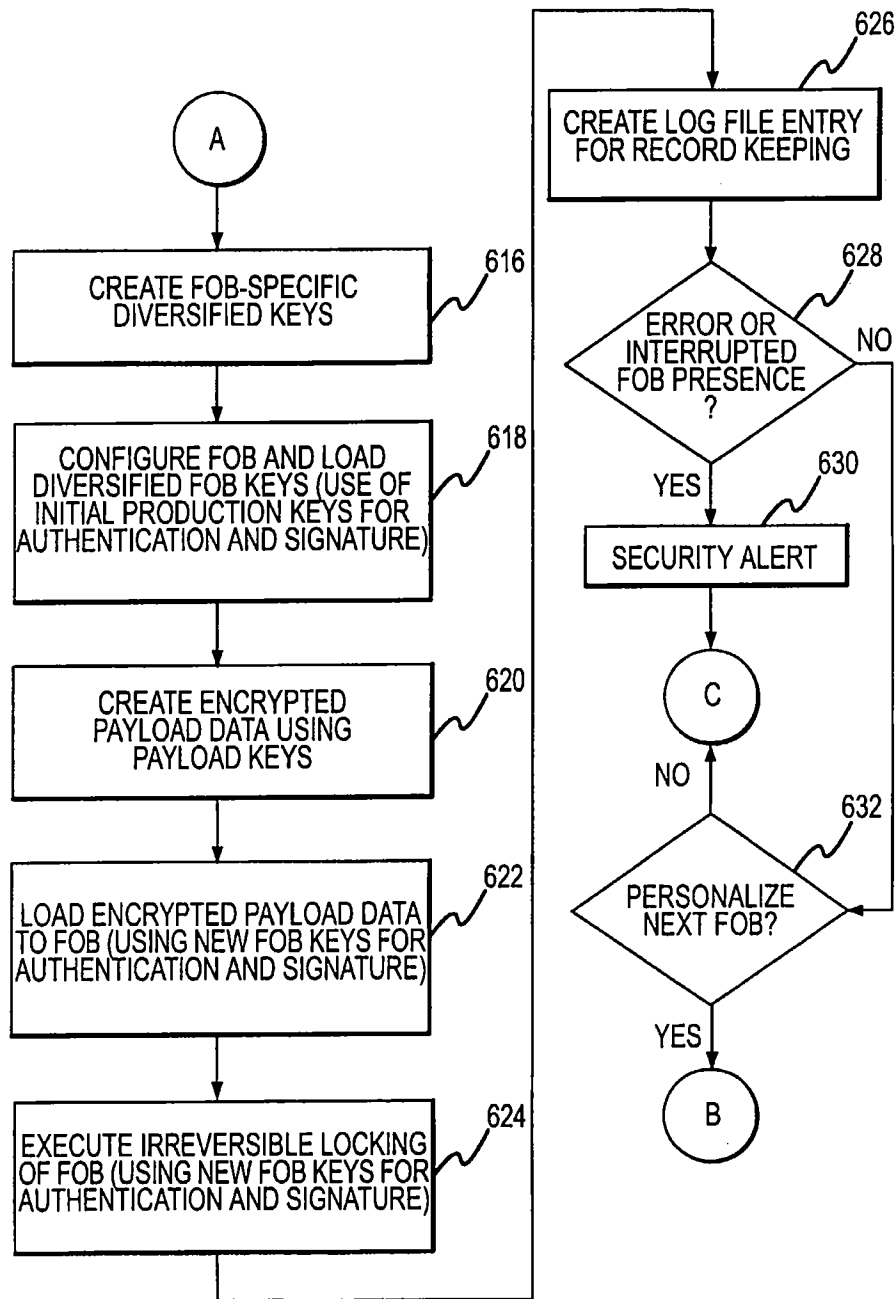 A
616
CREATE FOB-SPECIFIC
DIVERSIFIED KEYS
618
CONFIGURE FOB AND LOAD
DIVERSIFIED FOB KEYS (USE OF
INITIAL PRODUCTION KEYS FOR
AUTHENTICATION AND SIGNATURE)
620
CREATE ENCRYPTED
PAYLOAD DATA USING
PAYLOAD KEYS
622
LOAD ENCRYPTED PAYLOAD DATA
TO FOB (USING NEW FOB KEYS FOR
AUTHENTICATION AND SIGNATURE)
624
EXECUTE IRREVERSIBLE LOCKING
OF FOB (USING NEW FOB KEYS FOR
AUTHENTICATION AND SIGNATURE)
626
CREATE LOG FILE ENTRY
FOR RECORD KEEPING
628
ERROR OR
INTERRUPTED
FOB PRESENCE
?
NO
YES
630
SECURITY ALERT
C
NO
632
PERSONALIZE
NEXT FOB?
YES
B